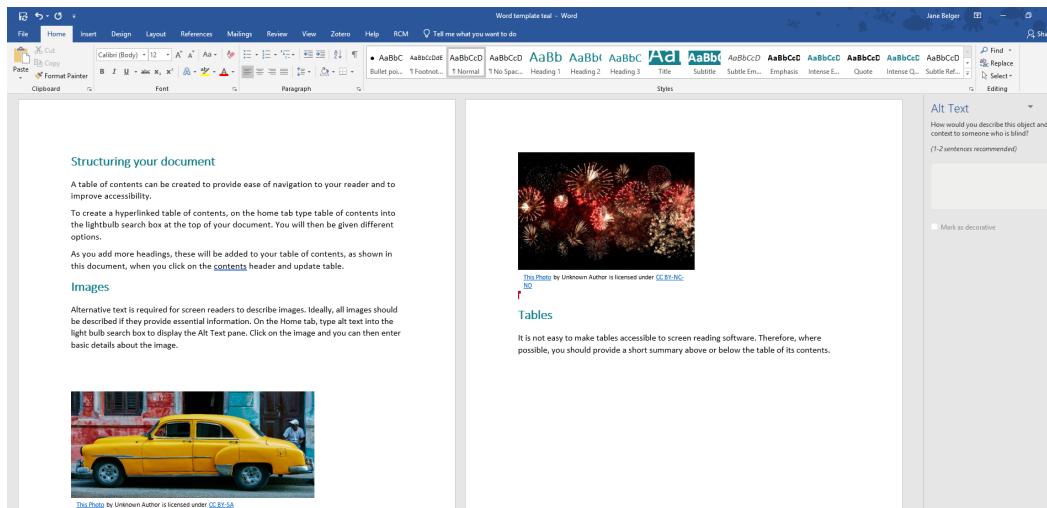 Word template teal - Word
Jane Belger
File Home Insert Design Layout References Mailings Review View Zotero Help RCM Tell me what you want to do
Paste
Cut
Copy
Format Painter
Clipboard
Calibri (Body) 12
Font
Paragraph
AaBbC AaBbCcDdE AaBbCcD AaBbCcD AaBb AaBb( AaBbC AaI AaBb( AaBbCcD AaBbCcD AaBbCcD AaBbCcD AaBbCcD AaBbCcD
Bullet poi... ¶ Footnot... ¶ Normal ¶ No Spac... Heading 1 Heading 2 Heading 3 Title Subtitle Subtle Em... Emphasis Intense E... Quote Intense Q... Subtle Ref...
Styles
Find
Replace
Select
Editing
Structuring your document
A table of contents can be created to provide ease of navigation to your reader and to
improve accessibility.
To create a hyperlinked table of contents, on the home tab type table of contents into
the lightbulb search box at the top of your document. You will then be given different
options.
As you add more headings, these will be added to your table of contents, as shown in
this document, when you click on the contents header and update table.
Images
Alternative text is required for screen readers to describe images. Ideally, all images should
be described if they provide essential information. On the Home tab, type alt text into the
light bulb search box to display the Alt Text pane. Click on the image and you can then enter
basic details about the image.
This Photo by Unknown Author is licensed under CC BY-SA
This Photo by Unknown Author is licensed under CC BY-NC-
ND
Tables
It is not easy to make tables accessible to screen reading software. Therefore, where
possible, you should provide a short summary above or below the table of its contents.
Alt Text
How would you describe this object and
context to someone who is blind?
(1-2 sentences recommended)
Mark as decorative